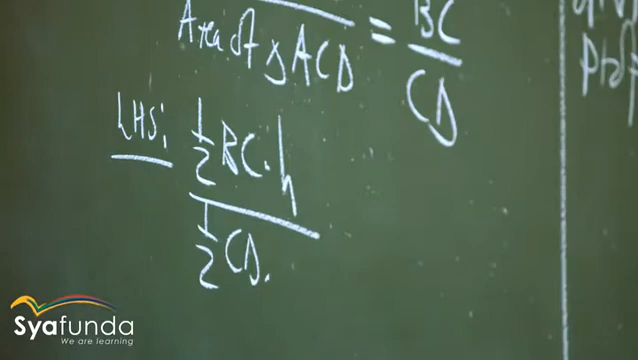 Area of △ ACD = BC / CD
LHS: 1/2 BC . h
1/2 CD .
Syafunda
We are learning